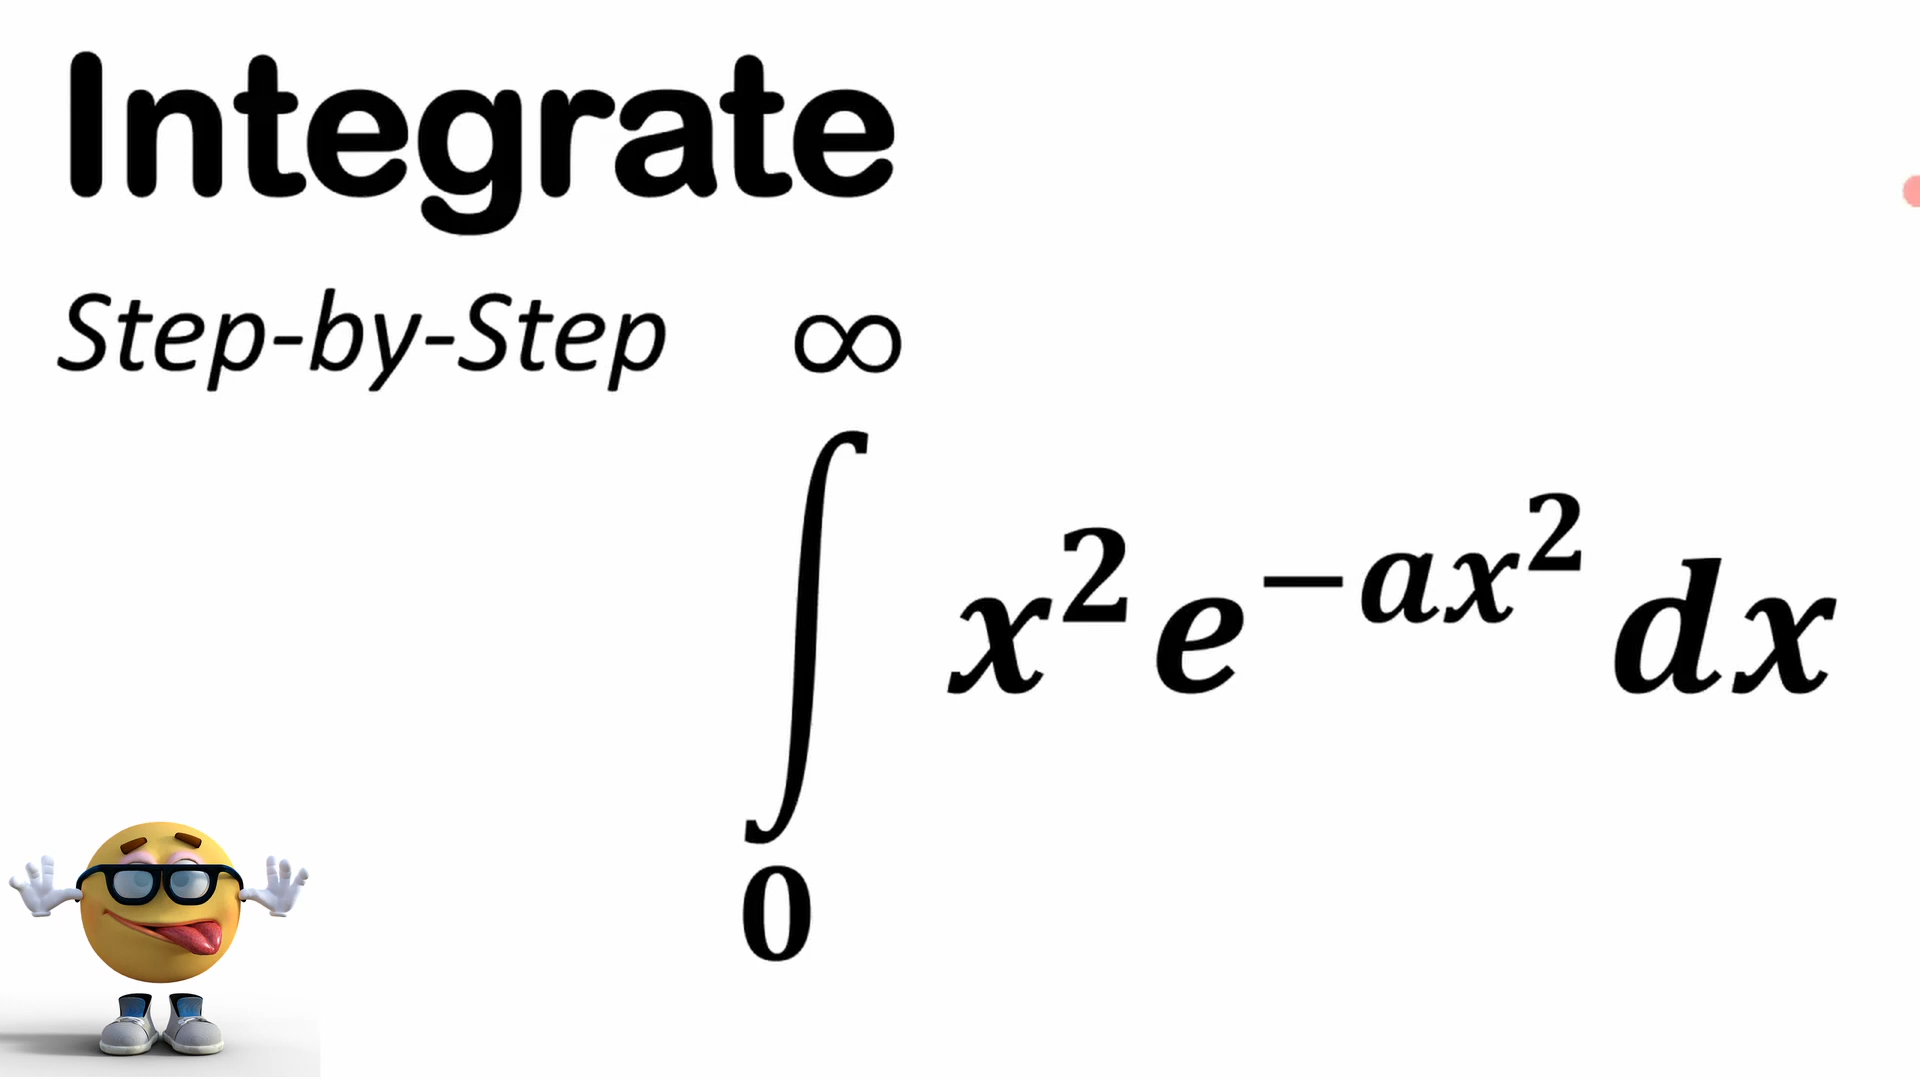 Integrate
Step-by-Step
∞
∫ x²e^{−ax²} dx
0